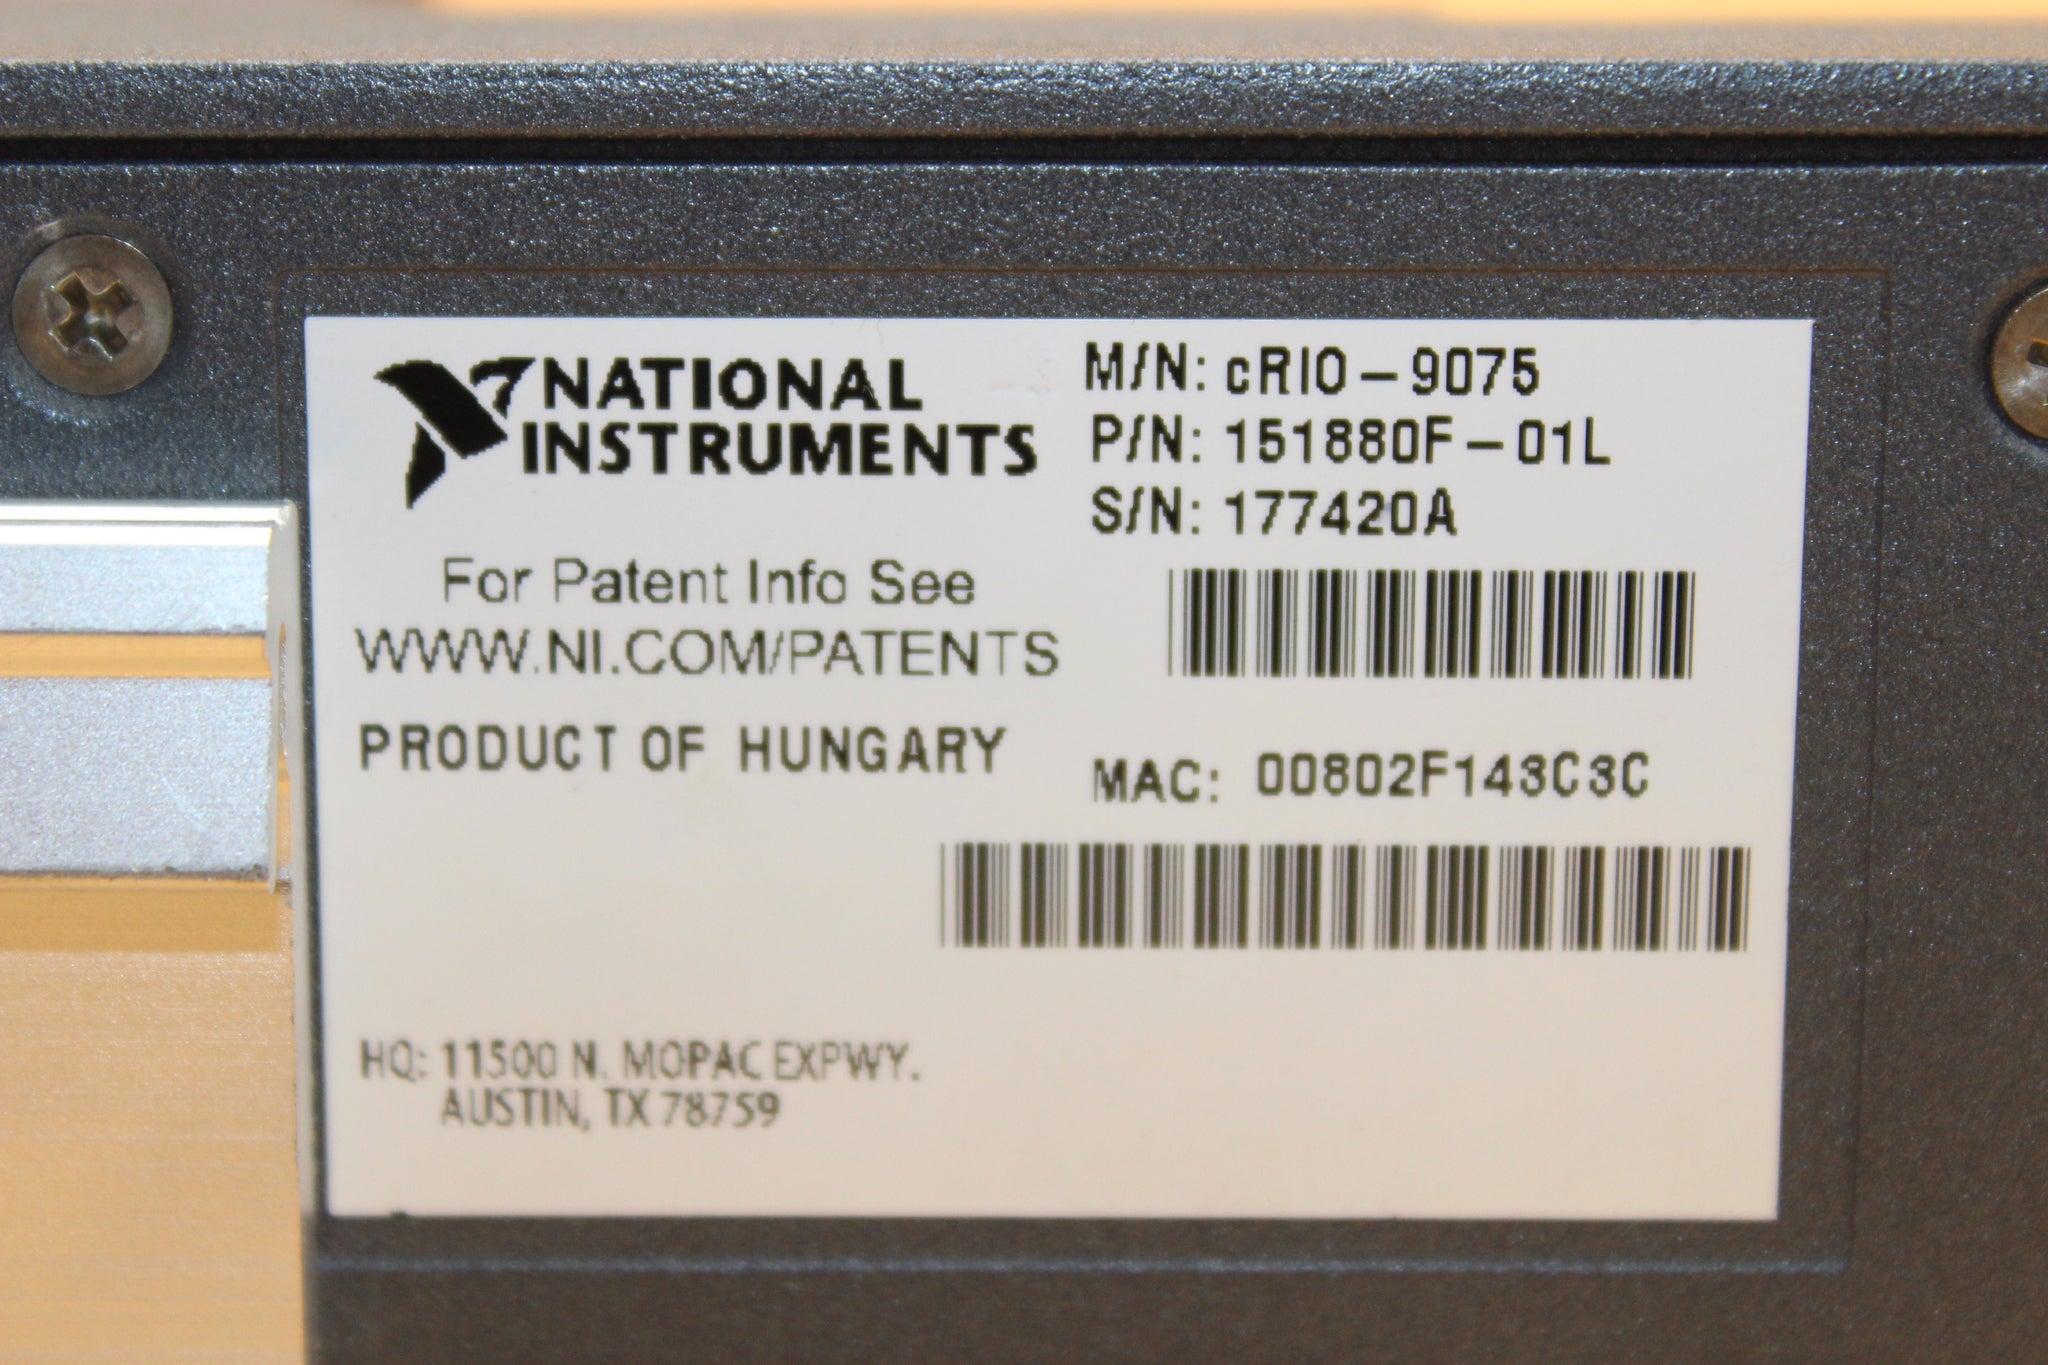 NATIONAL
INSTRUMENTS
M/N: cRIO-9075
P/N: 151880F-01L
S/N: 177420A
For Patent Info See
WWW.NI.COM/PATENTS
PRODUCT OF HUNGARY
MAC: 00802F143C3C
HQ: 11500 N. MOPAC EXPWY.
AUSTIN, TX 78759